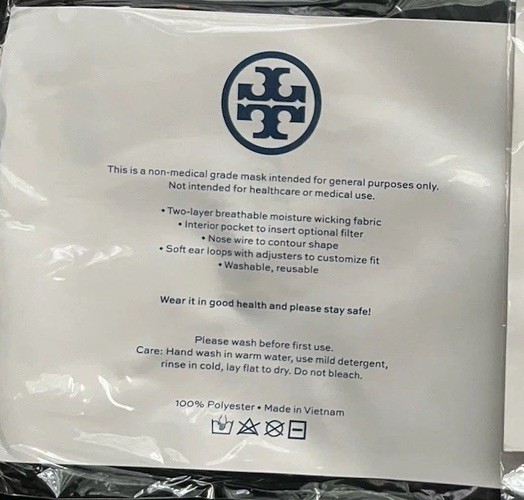 This is a non-medical grade mask intended for general purposes only.
Not intended for healthcare or medical use.
• Two-layer breathable moisture wicking fabric
• Interior pocket to insert optional filter
• Nose wire to contour shape
• Soft ear loops with adjusters to customize fit
• Washable, reusable
Wear it in good health and please stay safe!
Please wash before first use.
Care: Hand wash in warm water, use mild detergent,
rinse in cold, lay flat to dry. Do not bleach.
100% Polyester • Made in Vietnam